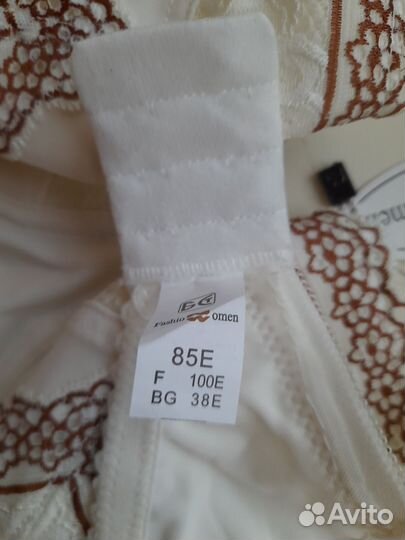 Fashio omen
85E
F 100E
BG 38E
Avito